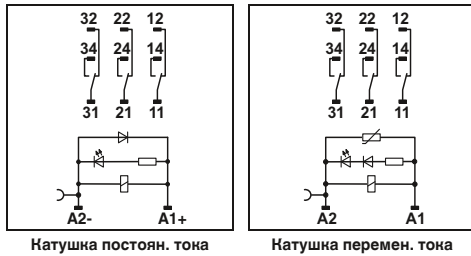 32 22 12
34 24 14
31 21 11
A2- A1+
Катушка постоян. тока
32 22 12
34 24 14
31 21 11
A2 A1
Катушка перемен. тока